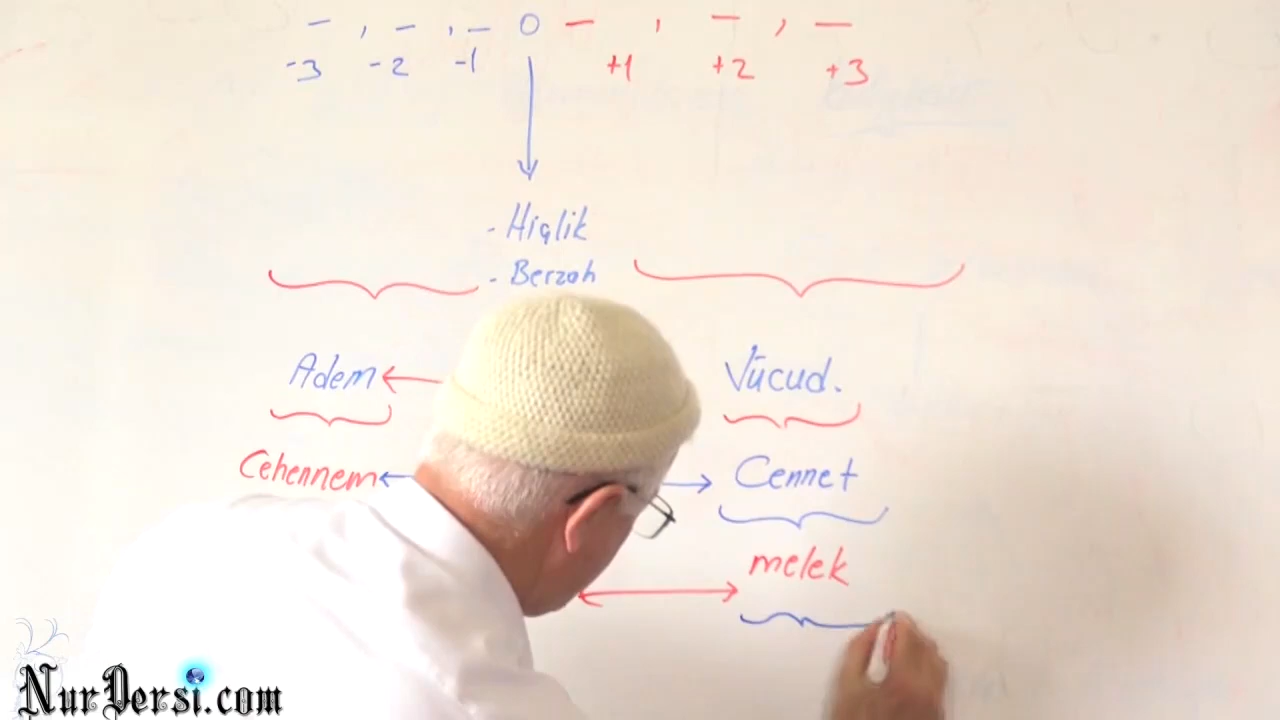 - , - , - 0 - , - , -
-3 -2 -1 +1 +2 +3
- Hiçlik
- Berzah
Adem Vücud.
Cehennem Cennet
melek
NurDersi.com